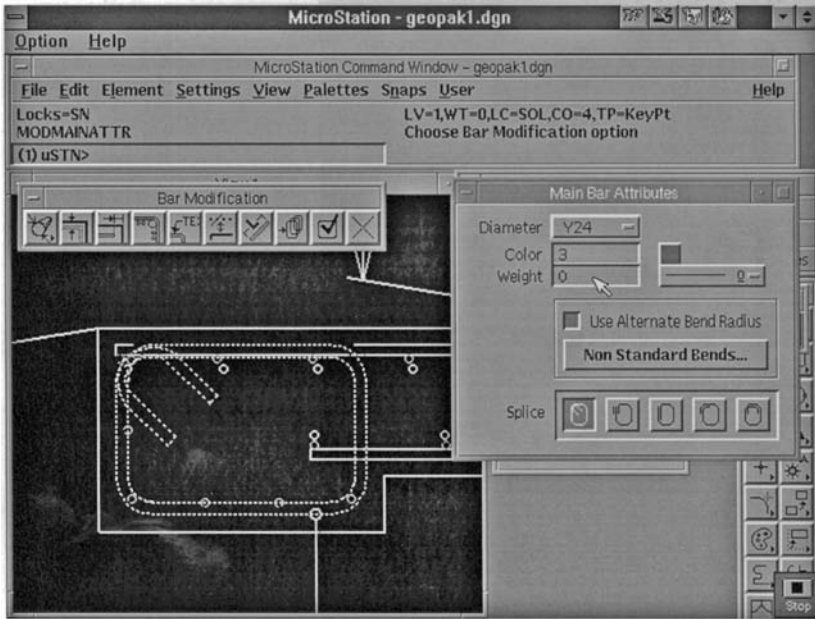 MicroStation - geopak1.dgn
Option Help
MicroStation Command Window - geopak1.dgn
File Edit Element Settings View Palettes Snaps User Help
Locks=SN LV=1,WT=0,LC=SOL,CO=4,TP=KeyPt
MODMAINATTR Choose Bar Modification option
(1) uSTN>
Bar Modification
Main Bar Attributes
Diameter Y24
Color 3
Weight 0 0
Use Alternate Bend Radius
Non Standard Bends...
Splice
Stop